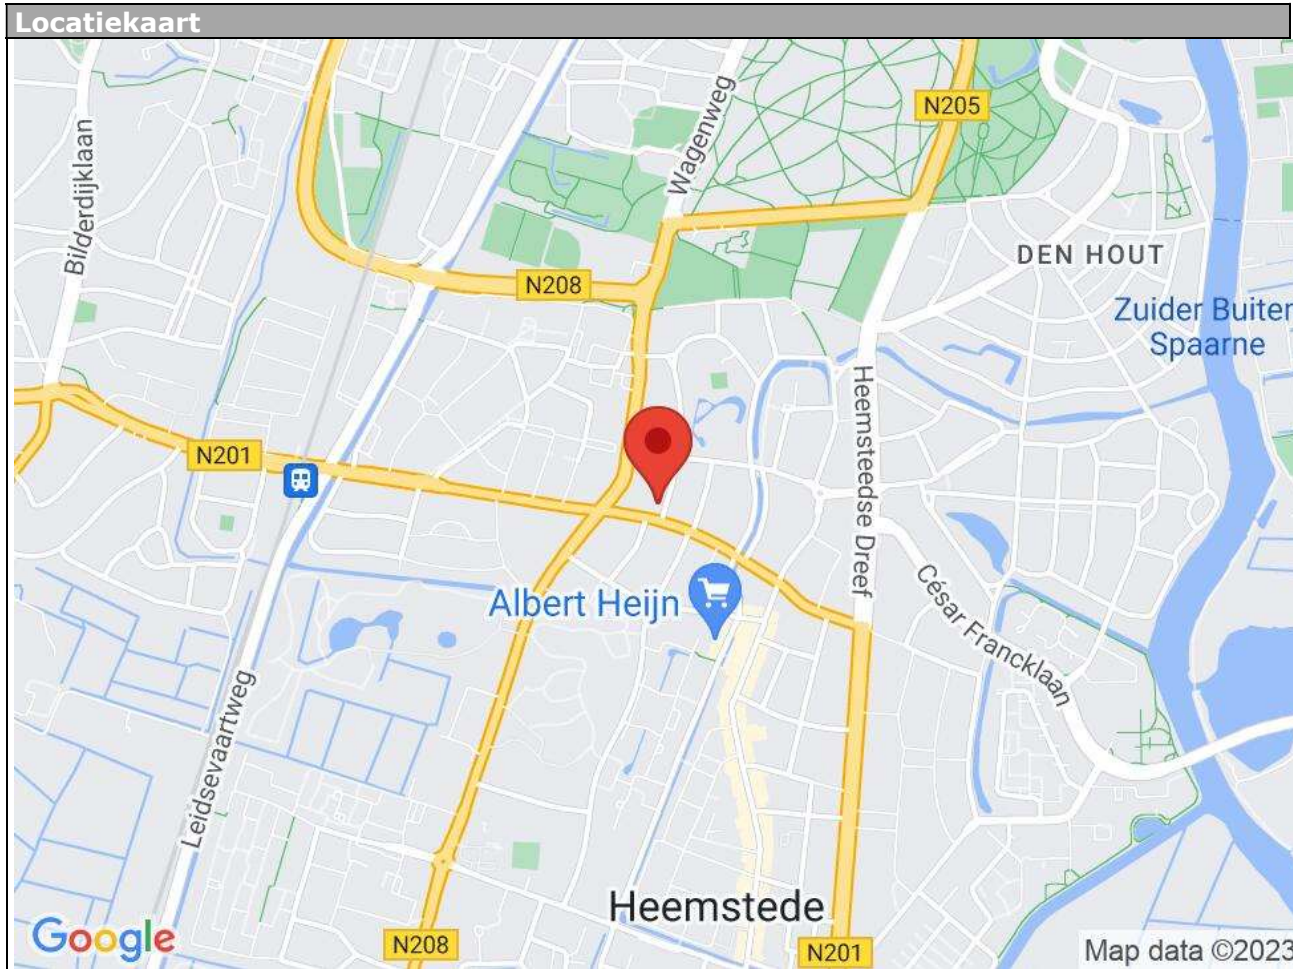 Locatiekaart
Wagenweg
N205
Bilderdijklaan
DEN HOUT
N208
Zuider Buiten
Spaarne
Heemsteedse Dreef
N201
Albert Heijn
César Francklaan
Leidsevaartweg
Heemstede
Google
N208
N201
Map data ©2023